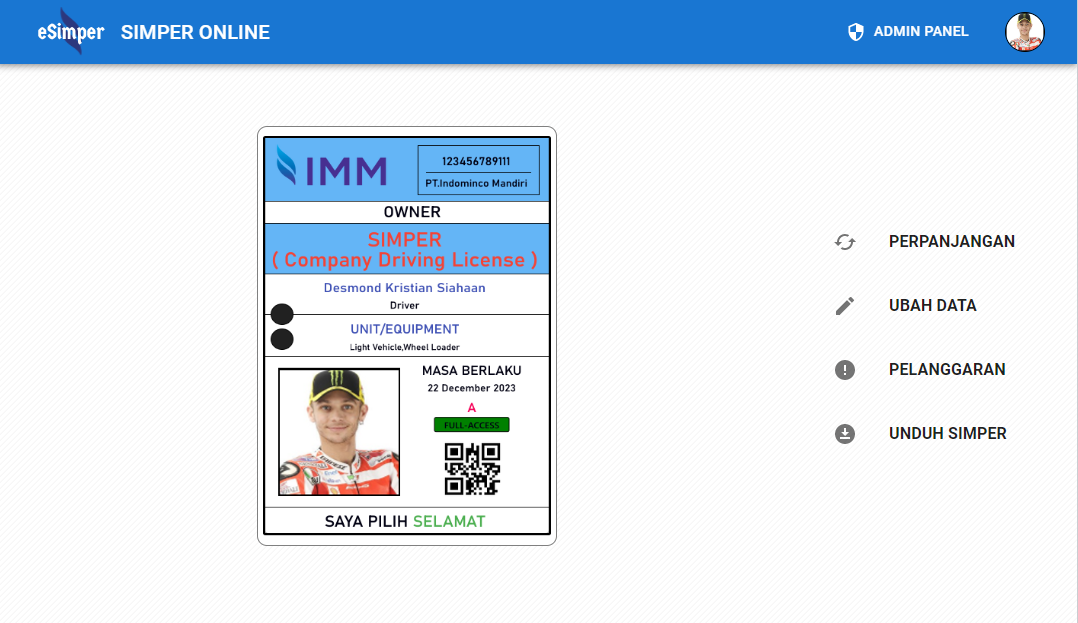 eSimper SIMPER ONLINE
ADMIN PANEL
IMM
123456789111
PT.Indominco Mandiri
OWNER
SIMPER
( Company Driving License )
Desmond Kristian Siahaan
Driver
UNIT/EQUIPMENT
Light Vehicle,Wheel Loader
MASA BERLAKU
22 December 2023
A
FULL-ACCESS
SAYA PILIH SELAMAT
PERPANJANGAN
UBAH DATA
PELANGGARAN
UNDUH SIMPER